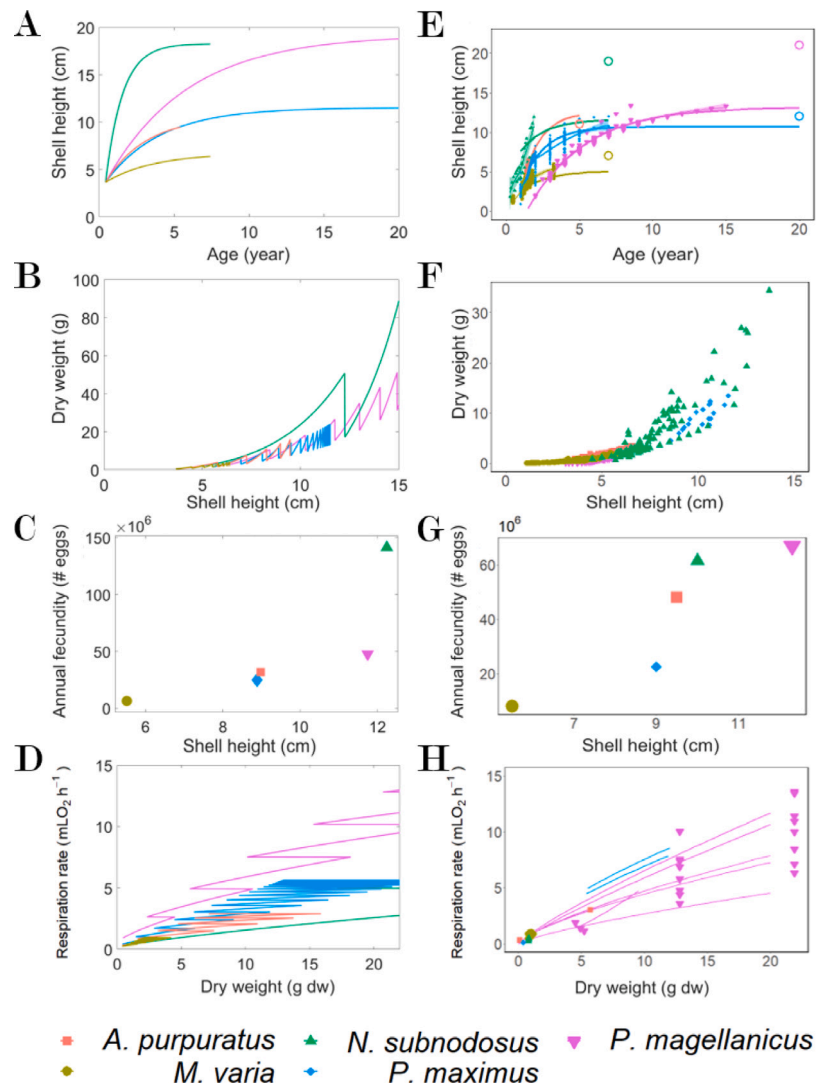 A
Shell height (cm)
20
15
10
5
0
0 5 10 15 20
Age (year)
E
Shell height (cm)
20
15
10
5
0
0 5 10 15 20
Age (year)
B
Dry weight (g)
100
80
60
40
20
0
0 5 10 15
Shell height (cm)
F
Dry weight (g)
30
20
10
0
0 5 10 15
Shell height (cm)
C
×10⁶
Annual fecundity (# eggs)
150
100
50
0
6 8 10 12
Shell height (cm)
G
10⁶
Annual fecundity (# eggs)
60
40
20
7 9 11
Shell height (cm)
D
Respiration rate (mLO₂ h⁻¹)
15
10
5
0
0 5 10 15 20
Dry weight (g dw)
H
Respiration rate (mLO₂ h⁻¹)
15
10
5
0
0 5 10 15 20
Dry weight (g dw)
A. purpuratus N. subnodosus P. magellanicus
M. varia P. maximus